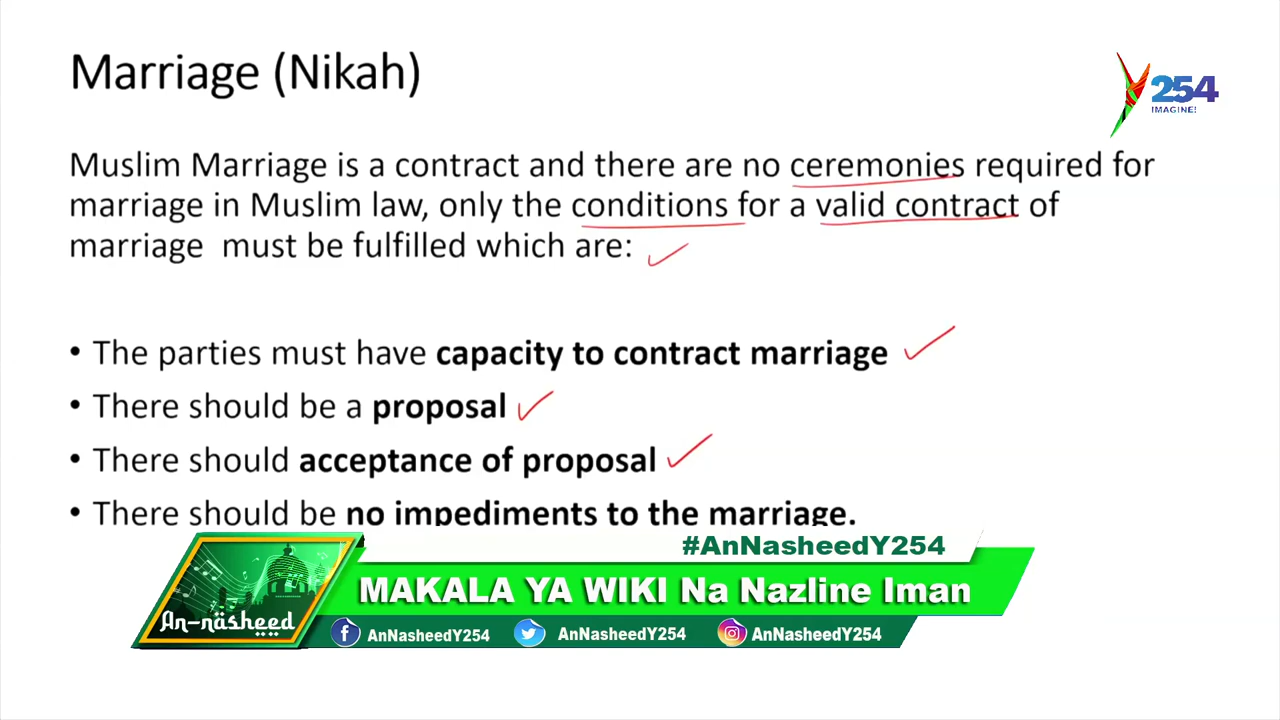 Marriage (Nikah)
254
IMAGINE!
Muslim Marriage is a contract and there are no ceremonies required for
marriage in Muslim law, only the conditions for a valid contract of
marriage must be fulfilled which are:
• The parties must have capacity to contract marriage
• There should be a proposal
• There should acceptance of proposal
• There should be no impediments to the marriage.
#AnNasheedY254
MAKALA YA WIKI Na Nazline Iman
An-nasheed
AnNasheedY254 AnNasheedY254 AnNasheedY254